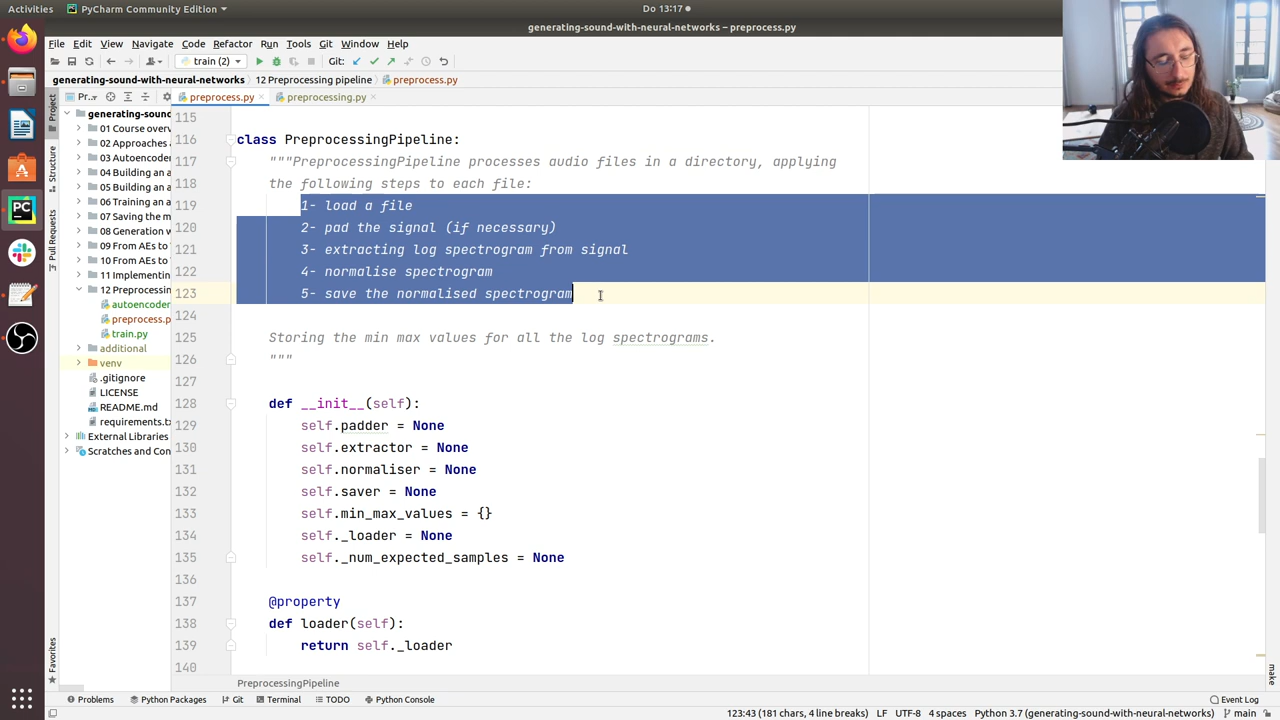 Activities
PyCharm Community Edition
Do 13:17
generating-sound-with-neural-networks – preprocess.py
File Edit View Navigate Code Refactor Run Tools Git Window Help
train (2)
Git:
generating-sound-with-neural-networks
12 Preprocessing pipeline
preprocess.py
Pr...
preprocess.py
preprocessing.py
Project
Structure
Pull Requests
Favorites
generating-soun
01 Course overv
02 Approaches
03 Autoencoder
04 Building an a
05 Building an a
06 Training an a
07 Saving the m
08 Generation w
09 From AEs to
10 From AEs to
11 Implementing
12 Preprocessin
autoencoder
preprocess.p
train.py
additional
venv
.gitignore
LICENSE
README.md
requirements.tx
External Libraries
Scratches and Con
115
116 class PreprocessingPipeline:
117 """PreprocessingPipeline processes audio files in a directory, applying
118 the following steps to each file:
119 1- load a file
120 2- pad the signal (if necessary)
121 3- extracting log spectrogram from signal
122 4- normalise spectrogram
123 5- save the normalised spectrogram
124
125 Storing the min max values for all the log spectrograms.
126 """
127
128 def __init__(self):
129 self.padder = None
130 self.extractor = None
131 self.normaliser = None
132 self.saver = None
133 self.min_max_values = {}
134 self._loader = None
135 self._num_expected_samples = None
136
137 @property
138 def loader(self):
139 return self._loader
140
PreprocessingPipeline
make
Problems
Python Packages
Git
Terminal
TODO
Python Console
Event Log
123:43 (181 chars, 4 line breaks) LF UTF-8 4 spaces Python 3.7 (generating-sound-with-neural-networks) main